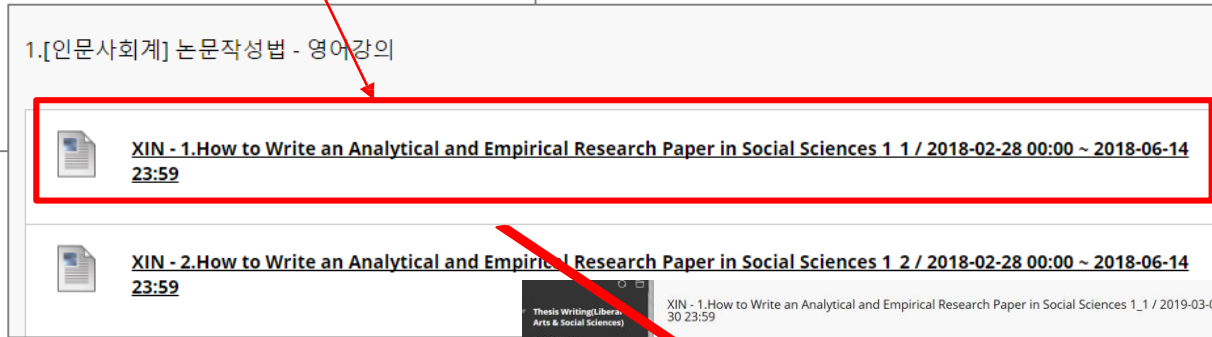 1.[인문사회계] 논문작성법 - 영어강의
XIN - 1.How to Write an Analytical and Empirical Research Paper in Social Sciences 1_1 / 2018-02-28 00:00 ~ 2018-06-14
23:59
XIN - 2.How to Write an Analytical and Empirical Research Paper in Social Sciences 1_2 / 2018-02-28 00:00 ~ 2018-06-14
23:59
Thesis Writing(Liberal
Arts & Social Sciences)
XIN - 1.How to Write an Analytical and Empirical Research Paper in Social Sciences 1_1 / 2019-03-
30 23:59